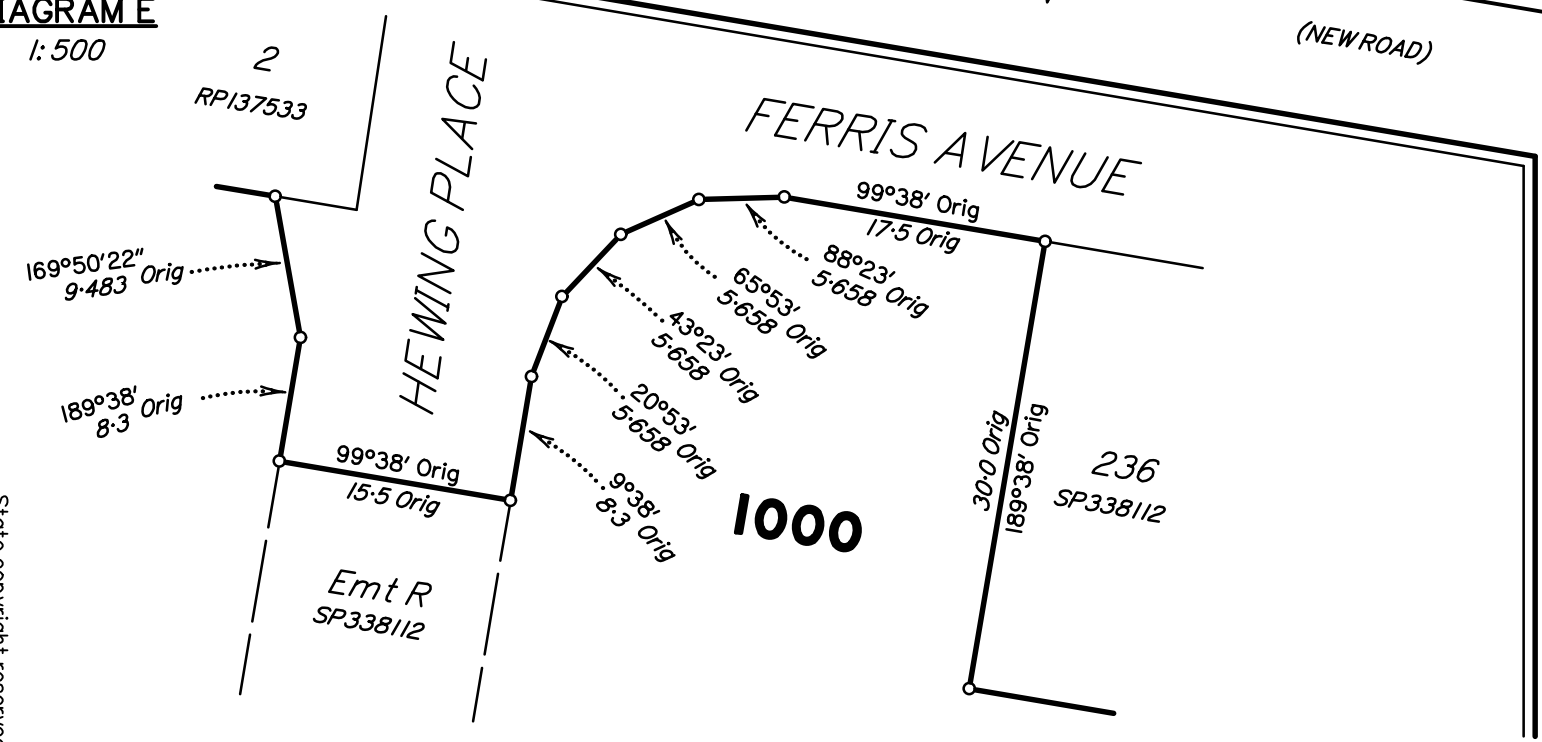 IAGRAM E
1:500
2
RP137533
(NEW ROAD)
HEWING PLACE
FERRIS AVENUE
99°38' Orig
17·5 Orig
88°23'
5·658 Orig
65°53'
5·658 Orig
43°23'
5·658 Orig
20°53'
5·658 Orig
9°38'
8·3 Orig
169°50'22"
9·483 Orig
189°38'
8·3 Orig
99°38' Orig
15·5 Orig
30·0 Orig
189°38' Orig
236
SP338112
1000
Emt R
SP338112